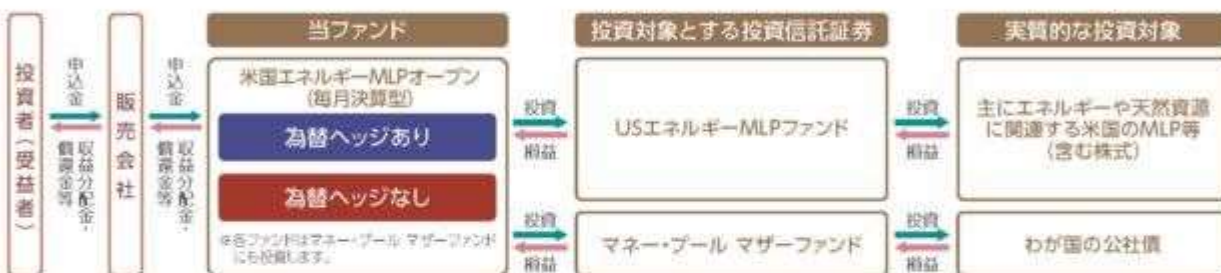 当ファンド
投資対象とする投資信託証券
実質的な投資対象
投資者(受益者)
申込金
収益分配金・
償還金等
販売会社
申込金
収益分配金・
償還金等
米国エネルギーMLPオープン
(毎月決算型)
為替ヘッジあり
為替ヘッジなし
※各ファンドはマネー・プール マザーファンド
にも投資します。
投資
損益
USエネルギーMLPファンド
投資
損益
主にエネルギーや天然資源
に関連する米国のMLP等
(含む株式)
投資
損益
マネー・プール マザーファンド
投資
損益
わが国の公社債